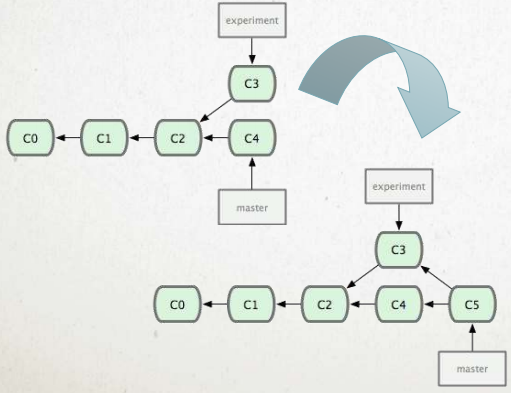 experiment
C3
C0 C1 C2 C4
master
experiment
C3
C0 C1 C2 C4 C5
master